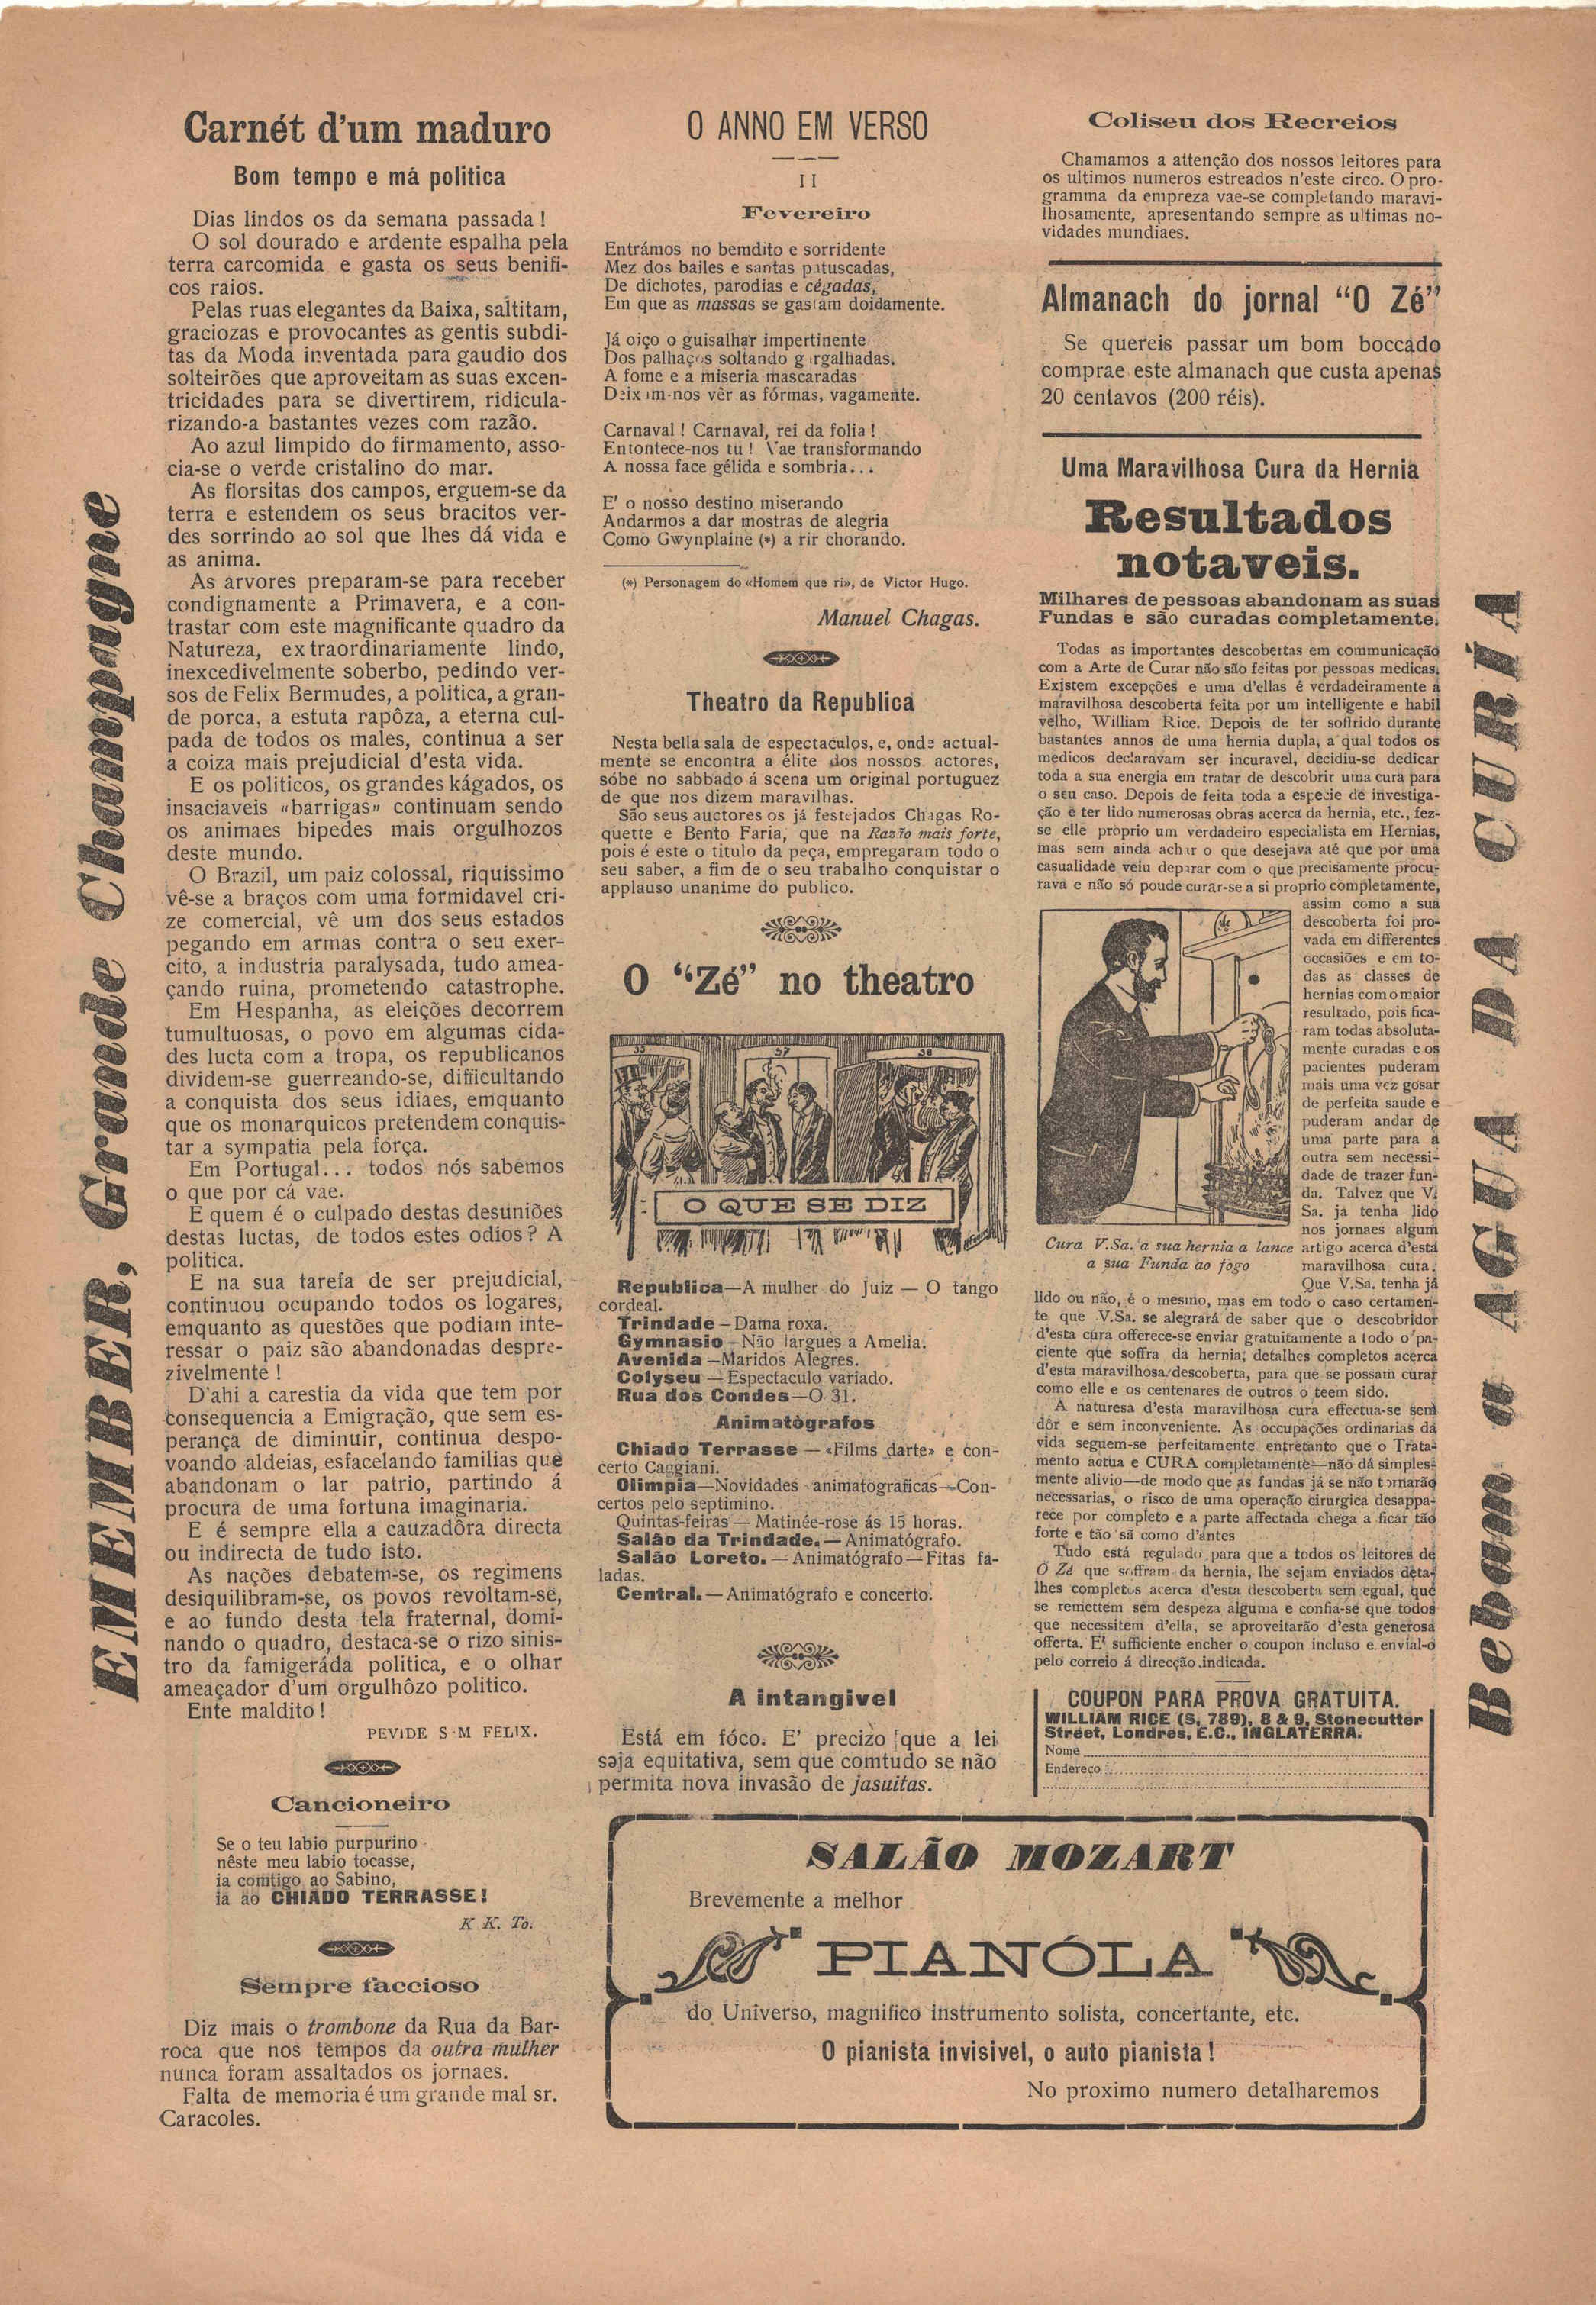 EMEMBER, Grande Champagne
Carnét d'um maduro
Bom tempo e má politica
Dias lindos os da semana passada !
O sol dourado e ardente espalha pela
terra carcomida e gasta os seus benifi-
cos raios.
Pelas ruas elegantes da Baixa, saltitam,
graciozas e provocantes as gentis subdi-
tas da Moda inventada para gaudio dos
solteirões que aproveitam as suas excen-
tricidades para se divertirem, ridicula-
rizando-a bastantes vezes com razão.
Ao azul limpido do firmamento, asso-
cia-se o verde cristalino do mar.
As florsitas dos campos, erguem-se da
terra e estendem os seus bracitos ver-
des sorrindo ao sol que lhes dá vida e
as anima.
As arvores preparam-se para receber
condignamente a Primavera, e a con-
trastar com este magnificante quadro da
Natureza, extraordinariamente lindo,
inexcedivelmente soberbo, pedindo ver-
sos de Felix Bermudes, a politica, a gran-
de porca, a estuta rapôza, a eterna cul-
pada de todos os males, continua a ser
a coiza mais prejudicial d'esta vida.
E os politicos, os grandes kágados, os
insaciaveis «barrigas» continuam sendo
os animaes bipedes mais orgulhozos
deste mundo.
O Brazil, um paiz colossal, riquissimo
vê-se a braços com uma formidavel cri-
ze comercial, vê um dos seus estados
pegando em armas contra o seu exer-
cito, a industria paralysada, tudo amea-
çando ruina, prometendo catastrophe.
Em Hespanha, as eleições decorrem
tumultuosas, o povo em algumas cida-
des lucta com a tropa, os republicanos
dividem-se guerreando-se, difiicultando
a conquista dos seus idiaes, emquanto
que os monarquicos pretendem conquis-
tar a sympatia pela força.
Em Portugal... todos nós sabemos
o que por cá vae.
E quem é o culpado destas desuniões
destas luctas, de todos estes odios? A
politica.
E na sua tarefa de ser prejudicial,
continuou ocupando todos os logares,
emquanto as questões que podiam inte-
ressar o paiz são abandonadas despre-
zivelmente !
D'ahi a carestia da vida que tem por
consequencia a Emigração, que sem es-
perança de diminuir, continua despo-
voando aldeias, esfacelando familias que
abandonam o lar patrio, partindo á
procura de uma fortuna imaginaria.
E é sempre ella a cauzadôra directa
ou indirecta de tudo isto.
As nações debatem-se, os regimens
desiquilibram-se, os povos revoltam-se,
e ao fundo desta tela fraternal, domi-
nando o quadro, destaca-se o rizo sinis-
tro da famigeráda politica, e o olhar
ameaçador d'um orgulhôzo politico.
Ente maldito !
PEVIDE S M FELIX.
Cancioneiro
Se o teu labio purpurino
nêste meu labio tocasse,
ia comtigo ao Sabino,
ia ao CHIADO TERRASSE!
K K. To.
Sempre faccioso
Diz mais o trombone da Rua da Bar-
roca que nos tempos da outra mulher
nunca foram assaltados os jornaes.
Falta de memoria é um grande mal sr.
Caracoles.
O ANNO EM VERSO
II
Fevereiro
Entrámos no bemdito e sorridente
Mez dos bailes e santas patuscadas,
De dichotes, parodias e cégadas,
Em que as massas se gastam doidamente.
Já oiço o guisalhar impertinente
Dos palhaços soltando gargalhadas.
A fome e a miseria mascaradas
Deixam-nos vêr as fórmas, vagamente.
Carnaval ! Carnaval, rei da folia !
Entontece-nos tu ! Vae transformando
A nossa face gélida e sombria...
E' o nosso destino miserando
Andarmos a dar mostras de alegria
Como Gwynplaine (*) a rir chorando.
(*) Personagem do «Homem que ri», de Victor Hugo.
Manuel Chagas.
Theatro da Republica
Nesta bella sala de espectaculos, e, onde actual-
mente se encontra a élite dos nossos actores,
sóbe no sabbado á scena um original portuguez
de que nos dizem maravilhas.
São seus auctores os já festejados Chagas Ro-
quette e Bento Faria, que na Razão mais forte,
pois é este o titulo da peça, empregaram todo o
seu saber, a fim de o seu trabalho conquistar o
applauso unanime do publico.
O "Zé" no theatro
35 37 38
O QUE SE DIZ
Republica—A mulher do Juiz — O tango
cordeal.
Trindade—Dama roxa.
Gymnasio—Não largues a Amelia.
Avenida—Maridos Alegres.
Colyseu—Espectaculo variado.
Rua dos Condes—O 31.
Animatógrafos
Chiado Terrasse — «Films darte» e con-
certo Caggiani.
Olimpia—Novidades animatograficas—Con-
certos pelo septimino.
Quintas-feiras — Matinée-rose ás 15 horas.
Salão da Trindade.—Animatógrafo.
Salão Loreto.—Animatógrafo—Fitas fa-
ladas.
Central.—Animatógrafo e concerto.
A intangivel
Está em fóco. E' precizo que a lei
seja equitativa, sem que comtudo se não
permita nova invasão de jasuitas.
Coliseu dos Recreios
Chamamos a attenção dos nossos leitores para
os ultimos numeros estreados n'este circo. O pro-
gramma da empreza vae-se completando maravi-
lhosamente, apresentando sempre as ultimas no-
vidades mundiaes.
Almanach do jornal "O Zé"
Se quereis passar um bom boccado
comprae este almanach que custa apenas
20 centavos (200 réis).
Uma Maravilhosa Cura da Hernia
Resultados
notaveis.
Milhares de pessoas abandonam as suas
Fundas e são curadas completamente.
Todas as importantes descobertas em communicação
com a Arte de Curar não são feitas por pessoas medicas.
Existem excepções e uma d'ellas é verdadeiramente a
maravilhosa descoberta feita por um intelligente e habil
velho, William Rice. Depois de ter soffrido durante
bastantes annos de uma hernia dupla, a qual todos os
medicos declaravam ser incuravel, decidiu-se dedicar
toda a sua energia em tratar de descobrir uma cura para
o seu caso. Depois de feita toda a especie de investiga-
ção e ter lido numerosas obras acerca da hernia, etc., fez-
se elle proprio um verdadeiro especialista em Hernias,
mas sem ainda achar o que desejava até que por uma
casualidade veiu deparar com o que precisamente procu-
rava e não só poude curar-se a si proprio completamente,
assim como a sua
descoberta foi pro-
vada em differentes
occasiões e em to-
das as classes de
hernias com o maior
resultado, pois fica-
ram todas absoluta-
mente curadas e os
pacientes puderam
mais uma vez gosar
de perfeita saude e
puderam andar de
uma parte para a
outra sem necessi-
dade de trazer fun-
da. Talvez que V.
Sa. já tenha lido
nos jornaes algum
artigo acerca d'esta
maravilhosa cura.
Que V.Sa. tenha já
Cura V.Sa. a sua hernia a lance
a sua Funda ao fogo
lido ou não, é o mesmo, mas em todo o caso certamen-
te que V.Sa. se alegrará de saber que o descobridor
d'esta cura offerece-se enviar gratuitamente a todo o pa-
ciente que soffra da hernia, detalhes completos acerca
d'esta maravilhosa descoberta, para que se possam curar
como elle e os centenares de outros o teem sido.
A naturesa d'esta maravilhosa cura effectua-se sem
dôr e sem inconveniente. As occupações ordinarias da
vida seguem-se perfeitamente entretanto que o Trata-
mento actua e CURA completamente—não dá simples-
mente alivio—de modo que as fundas já se não tornarão
necessarias, o risco de uma operação cirurgica desappa-
rece por completo e a parte affectada chega a ficar tão
forte e tão sã como d'antes
Tudo está regulado para que a todos os leitores de
O Zé que soffram da hernia, lhe sejam enviados deta-
lhes completos acerca d'esta descoberta sem egual, que
se remettem sem despeza alguma e confia-se que todos
que necessitem d'ella, se aproveitarão d'esta generosa
offerta. E' sufficiente encher o coupon incluso e envial-o
pelo correio á direcção indicada.
COUPON PARA PROVA GRATUITA.
WILLIAM RICE (S, 789), 8 & 9, Stonecutter
Street, Londres, E.C., INGLATERRA.
Nome
Endereço
SALÃO MOZART
Brevemente a melhor
PIANÓLA
do Universo, magnifico instrumento solista, concertante, etc.
O pianista invisivel, o auto pianista !
No proximo numero detalharemos
Bebam a AGUA DA CURIA